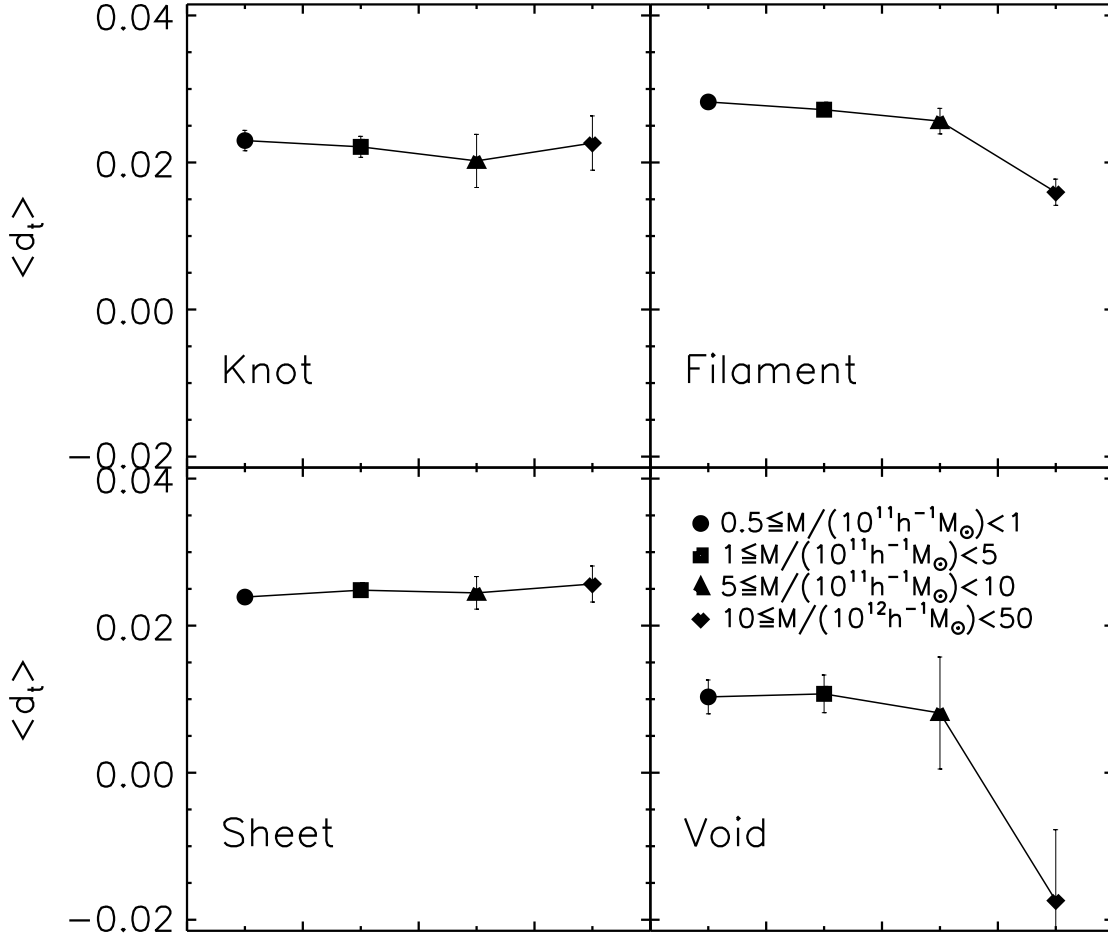 0.04
0.02
<d_t>
0.00
Knot
Filament
−0.02
0.04
0.5≦M/(10^11h^−1M_⊙)<1
1≦M/(10^11h^−1M_⊙)<5
5≦M/(10^11h^−1M_⊙)<10
10≦M/(10^12h^−1M_⊙)<50
0.02
<d_t>
0.00
Sheet
Void
−0.02